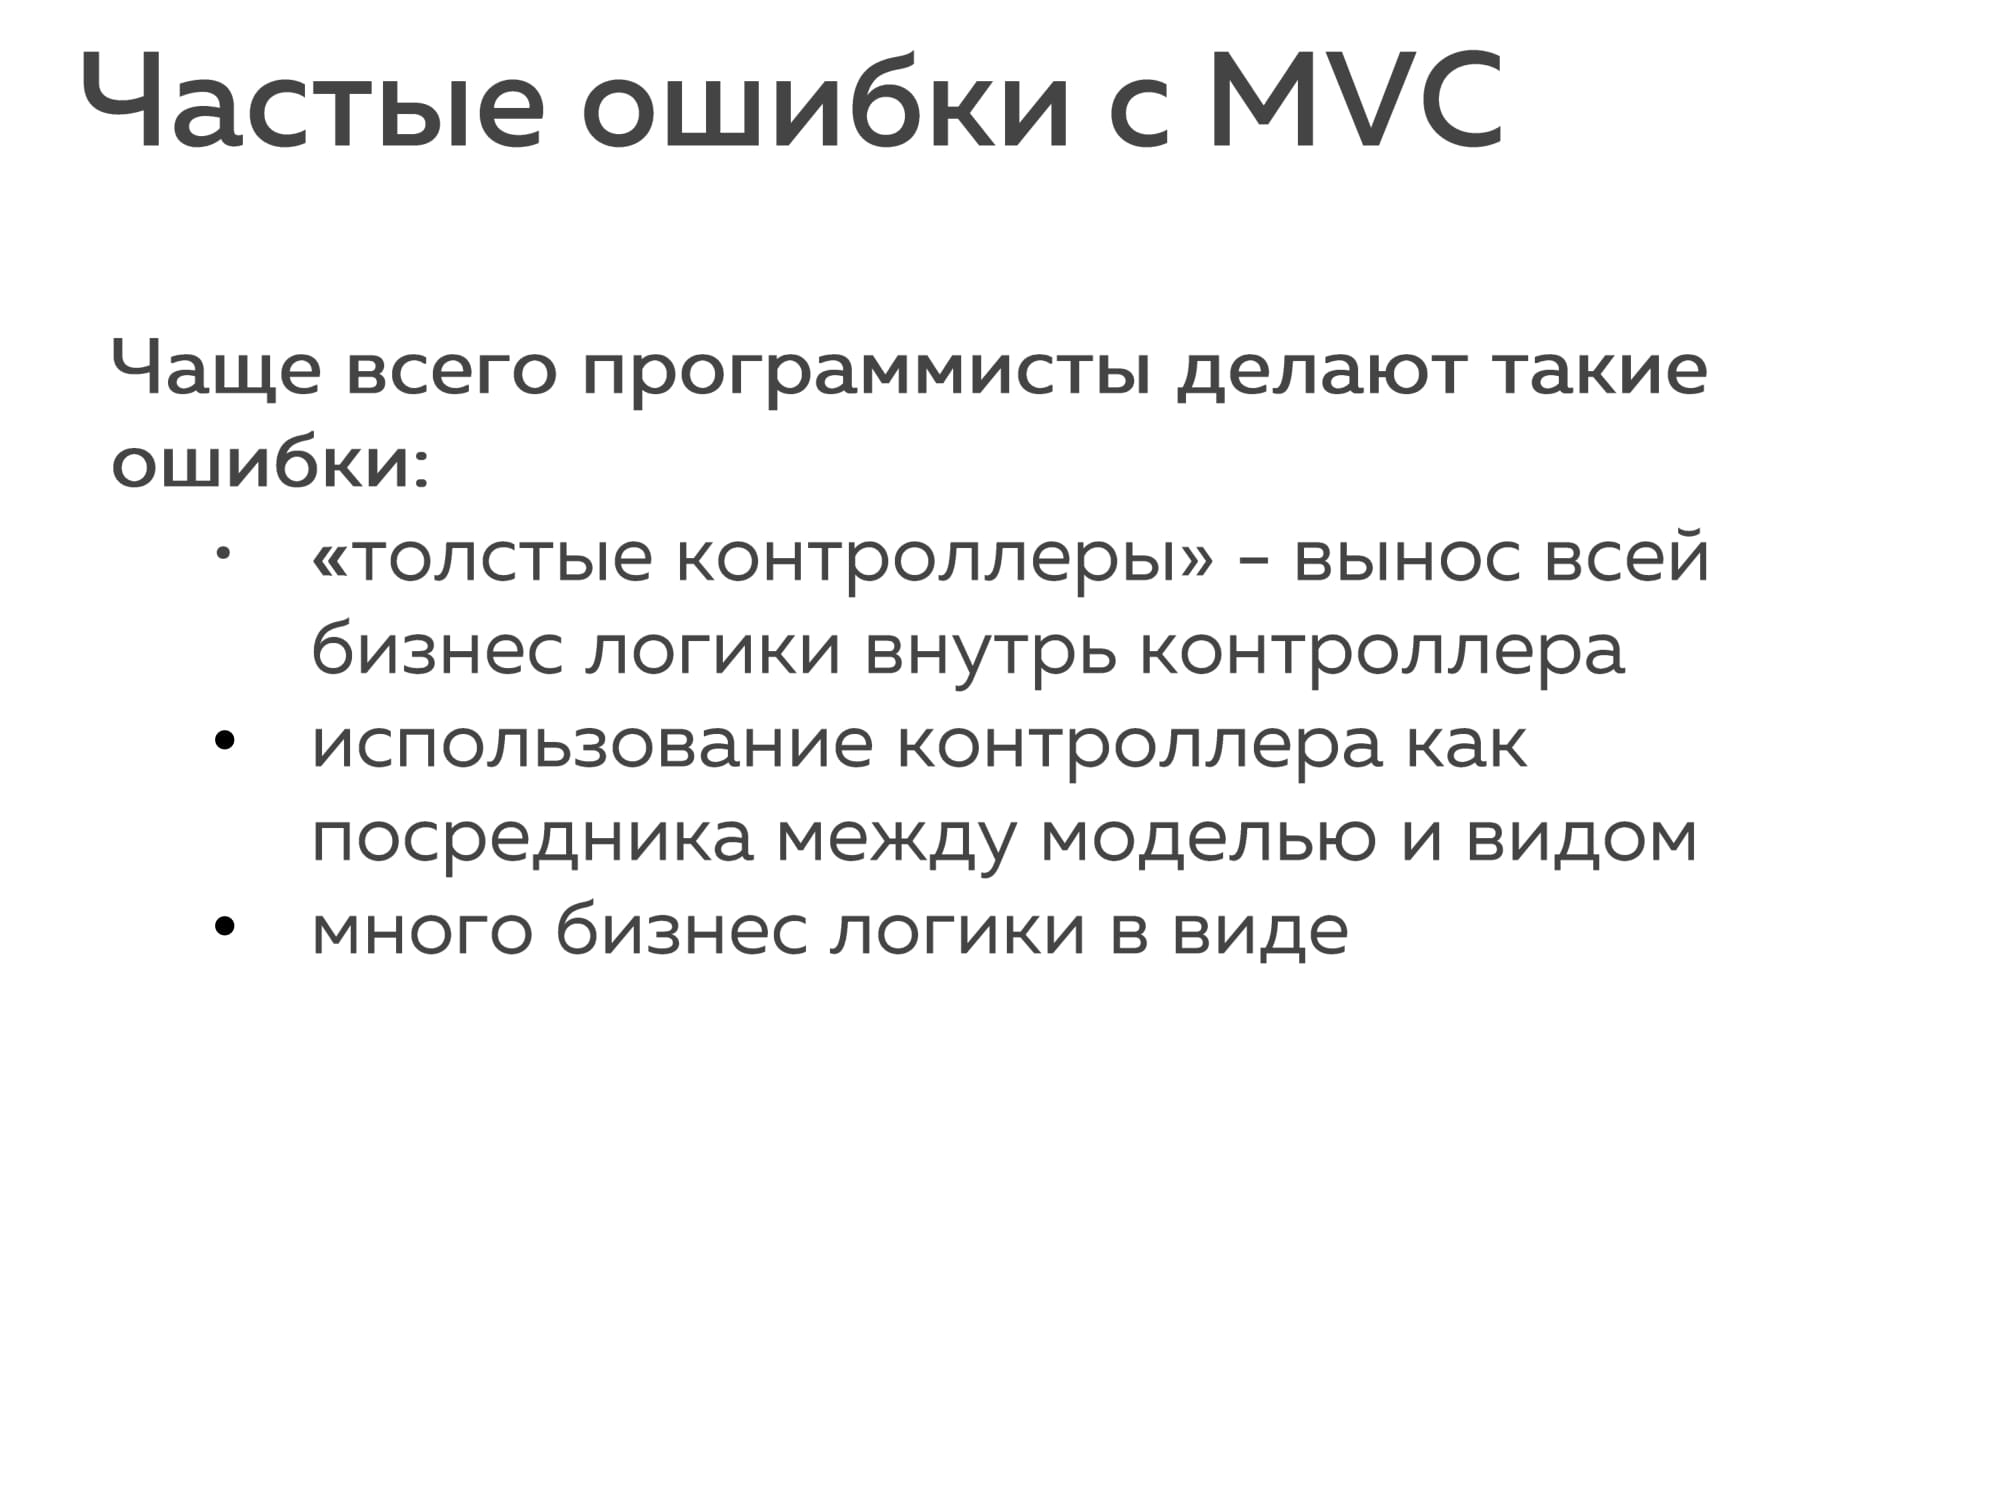 Частые ошибки с MVC
Чаще всего программисты делают такие
ошибки:
• «толстые контроллеры» – вынос всей
бизнес логики внутрь контроллера
• использование контроллера как
посредника между моделью и видом
• много бизнес логики в виде